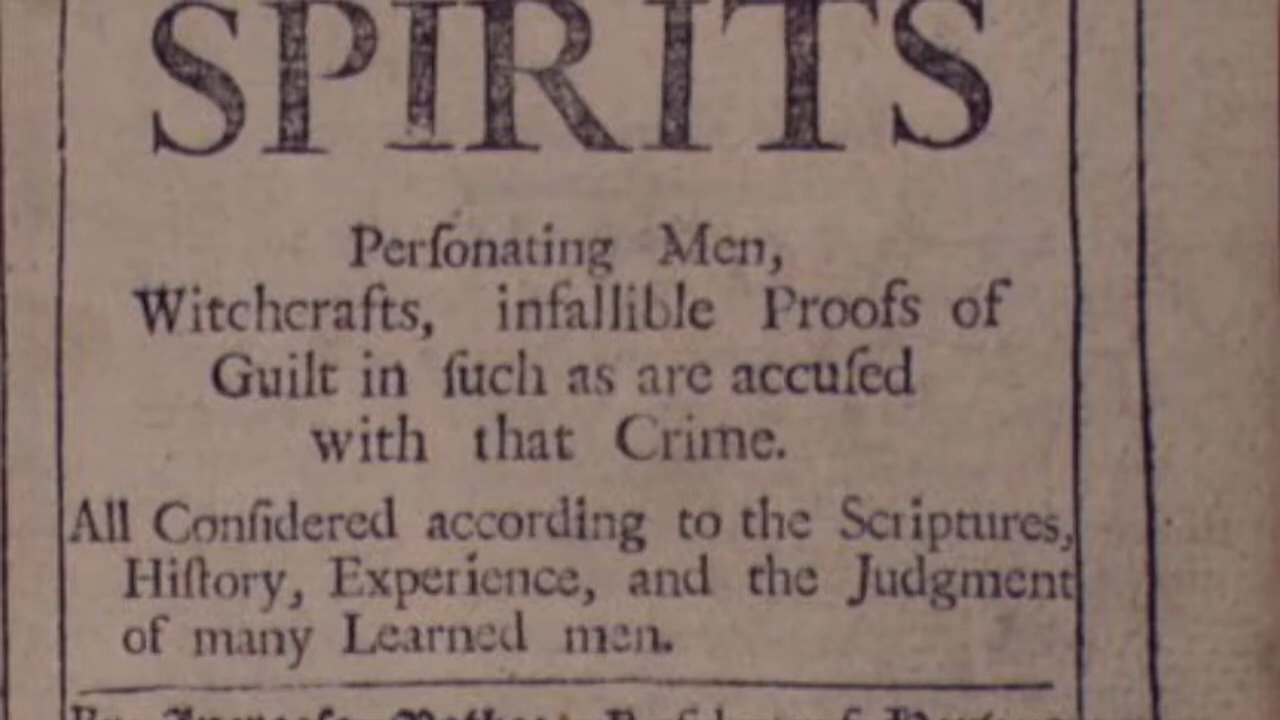 SPIRITS
Perſonating Men,
Witchcrafts, infallible Proofs of
Guilt in ſuch as are accuſed
with that Crime.
All Conſidered according to the Scriptures,
Hiſtory, Experience, and the Judgment
of many Learned men.